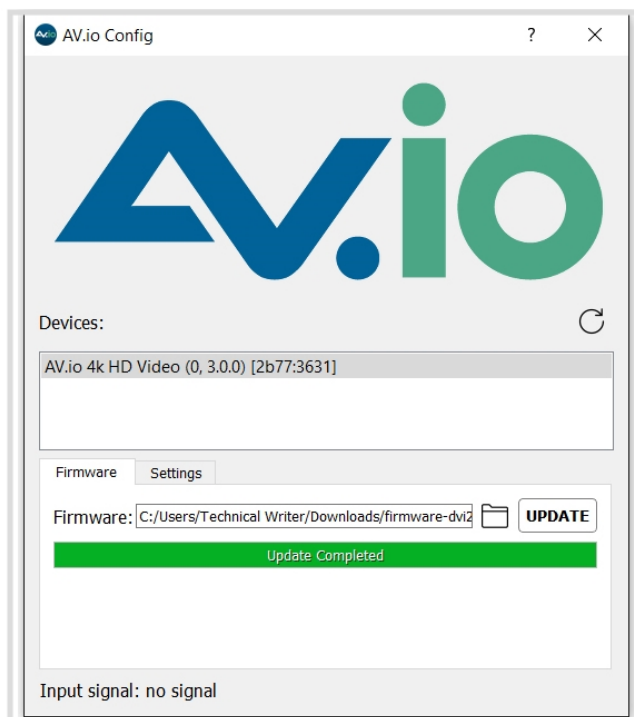 AV.io Config
?
AV.io
Devices:
AV.io 4k HD Video (0, 3.0.0) [2b77:3631]
Firmware Settings
Firmware: C:/Users/Technical Writer/Downloads/firmware-dvi2 UPDATE
Update Completed
Input signal: no signal